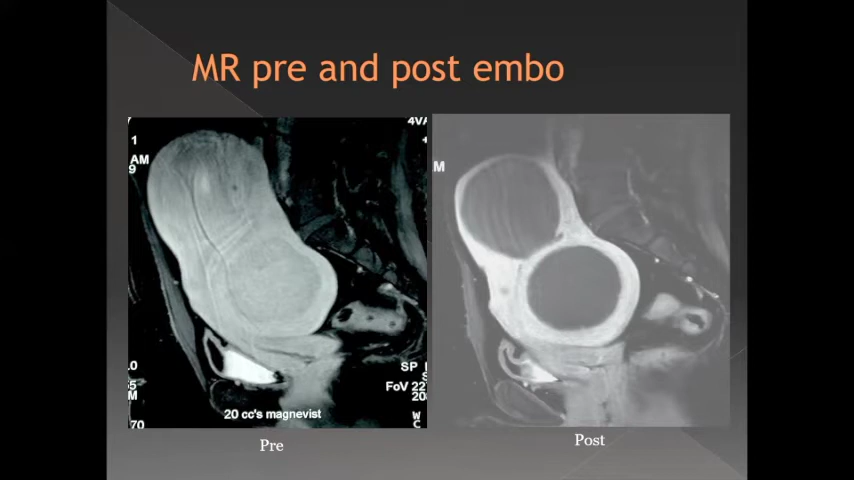 MR pre and post embo
4VA
1
+
AM
9
M
.0
5
M
70
SP
FoV 22
20
W
C
20 cc's magnevist
Pre
Post